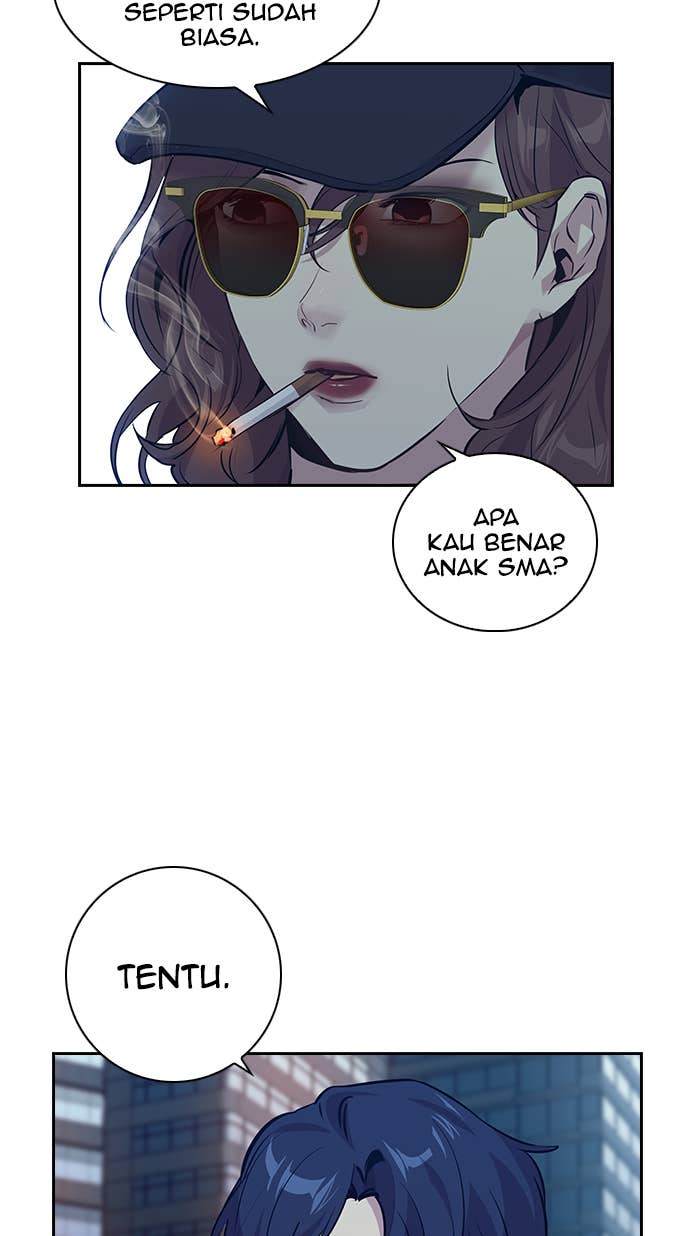 SEPERTI SUDAH
BIASA.
APA
KAU BENAR
ANAK SMA?
TENTU.